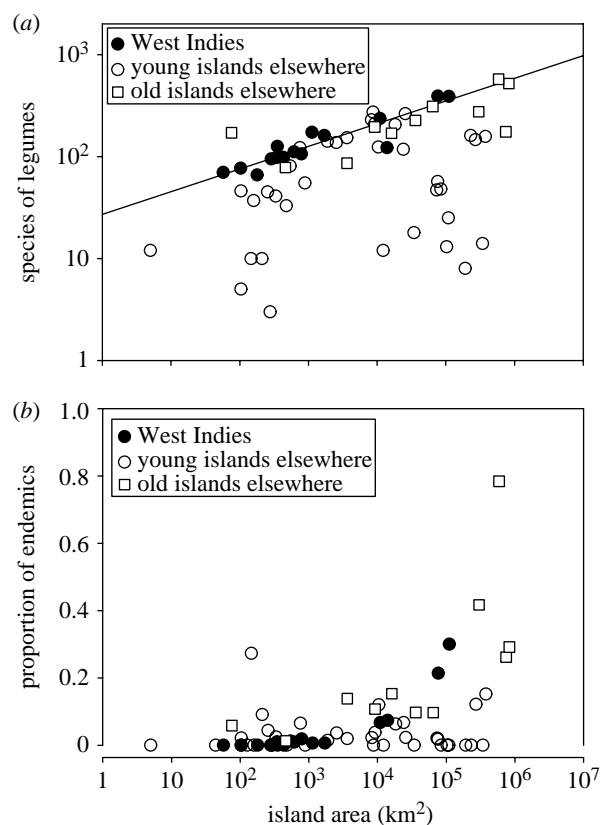 (a)
West Indies
young islands elsewhere
old islands elsewhere
10³
10²
10
1
species of legumes
(b)
1.0
0.8
0.6
0.4
0.2
0
proportion of endemics
West Indies
young islands elsewhere
old islands elsewhere
1 10 10² 10³ 10⁴ 10⁵ 10⁶ 10⁷
island area (km²)